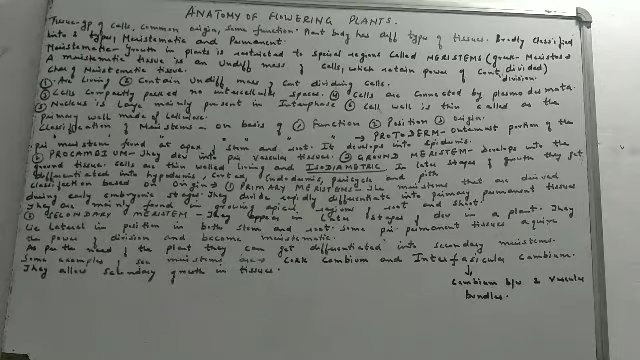 ANATOMY OF FLOWERING PLANTS.
Tissue - gp of cells, common origin, same function. Plant body has diff types of tissues. Broadly classified
into 2 types, Meristematic and Permanent.
Meristematic - Growth in plants is restricted to special regions called MERISTEMS (greek- Meristos
A meristematic tissue is an undiff mass of cells, which retain power of cont divided)
Char of Meristematic tissue. division.
① Are living ② Contain undiff mass of cont dividing cells.
③ Cells compactly packed no intercellular spaces. ④ Cells are connected by plasmodesmata.
⑤ Nucleus is large mainly present in Interphase ⑥ Cell wall is thin called as the
primary wall made of cellulose.
Classification of Meristems - on basis of ① Function ② Position ③ Origin.
→ PROTODERM - Outermost portion of the
pri meristem found at apex of stem and root. It develops into epidermis.
② PROCAMBIUM - They dev into pri vascular tissues. ③ GROUND MERISTEM - Develops into the
ground tissue. Cells are thin walled living and ISODIAMETRIC. In later stages of growth they get
differentiated into hypodermis, cortex, endodermis, pericycle and pith.
Classification based on Origin → ① PRIMARY MERISTEMS - The meristems that are derived
during early embryonic stages. They divide rapidly differentiate into primary permanent tissues
They are mainly found in growing apical regions of root and shoot.
② SECONDARY MERISTEM - They appear in later stages of dev in a plant. They
lie lateral in position in both stem and root. Some pri permanent tissues aquire
the power of division and become meristematic.
As per the need of the plant they can get differentiated into secondary meristems.
Some examples of sec meristems are → Cork Cambium and Interfasicular Cambium.
They allow secondary growth in tissues.
Cambium b/w 2 vascular
bundles.